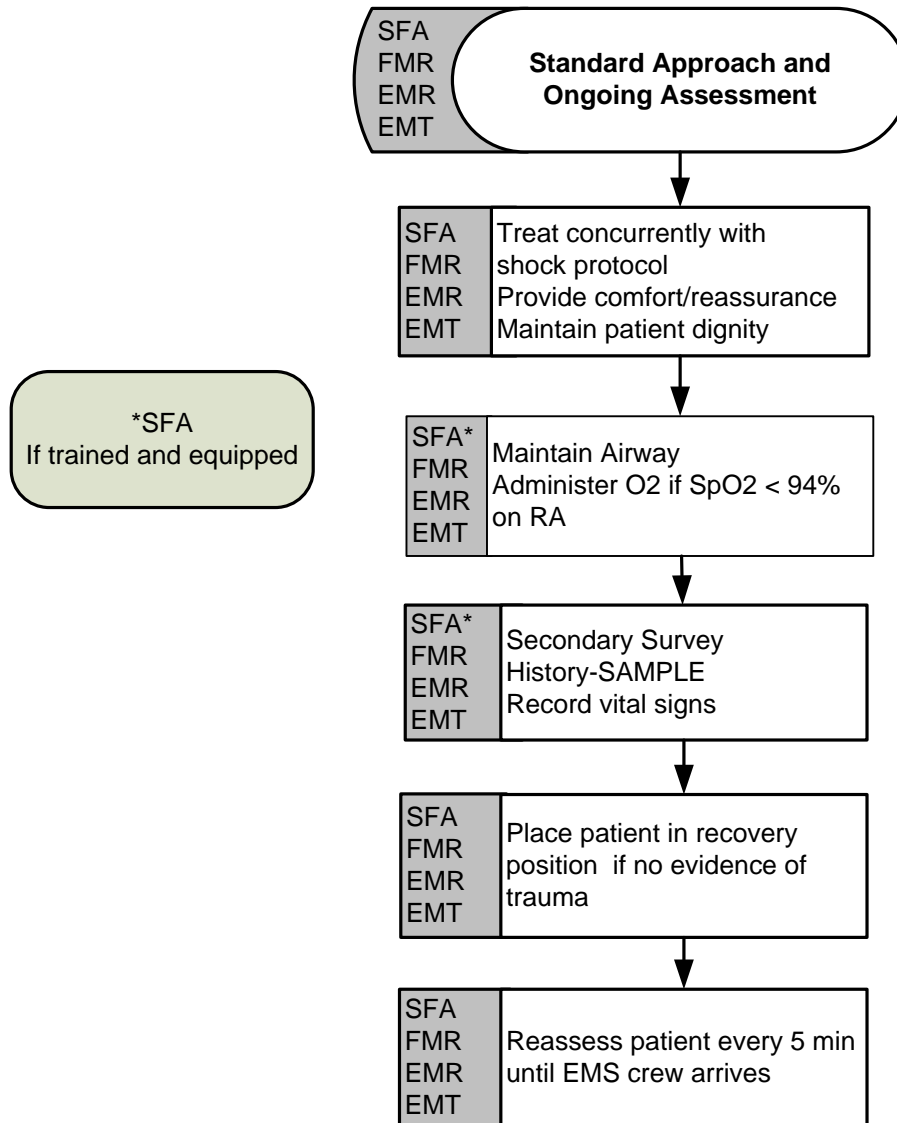 SFA
FMR
EMR
EMT
Standard Approach and
Ongoing Assessment
SFA
FMR
EMR
EMT
Treat concurrently with
shock protocol
Provide comfort/reassurance
Maintain patient dignity
*SFA
If trained and equipped
SFA*
FMR
EMR
EMT
Maintain Airway
Administer O2 if SpO2 < 94%
on RA
SFA*
FMR
EMR
EMT
Secondary Survey
History-SAMPLE
Record vital signs
SFA
FMR
EMR
EMT
Place patient in recovery
position  if no evidence of
trauma
SFA
FMR
EMR
EMT
Reassess patient every 5 min
until EMS crew arrives